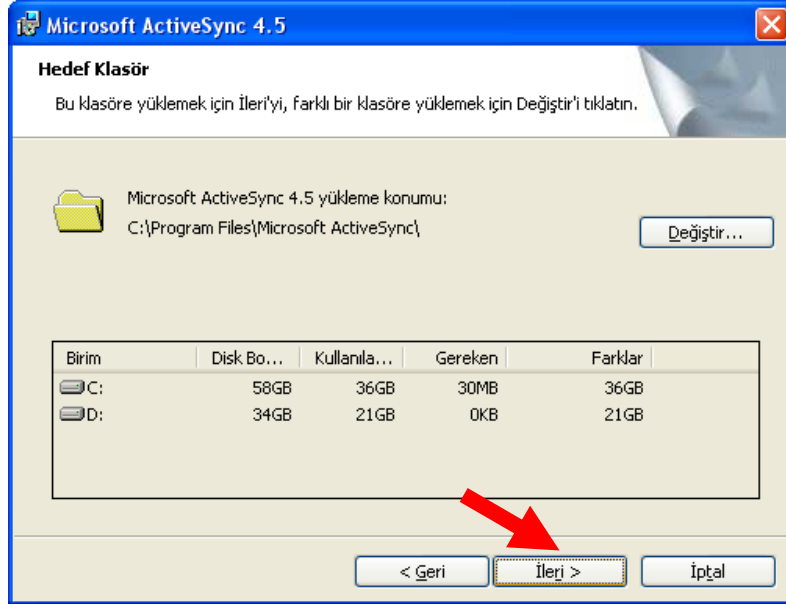 Microsoft ActiveSync 4.5
Hedef Klasör
Bu klasöre yüklemek için İleri'yi, farklı bir klasöre yüklemek için Değiştir'i tıklatın.
Microsoft ActiveSync 4.5 yükleme konumu:
C:\Program Files\Microsoft ActiveSync\
Değiştir...
Birim Disk Bo... Kullanıla... Gereken Farklar
C: 58GB 36GB 30MB 36GB
D: 34GB 21GB 0KB 21GB
< Geri İleri > İptal